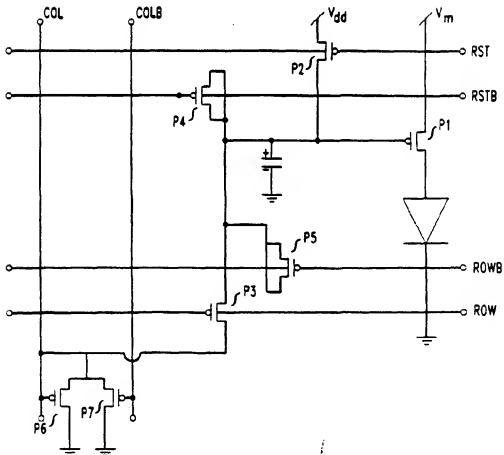 COL COLB
Vdd Vm
P2 RST
P4 RSTB
P1
+
-
P5
ROWB
P3
ROW
P6 P7